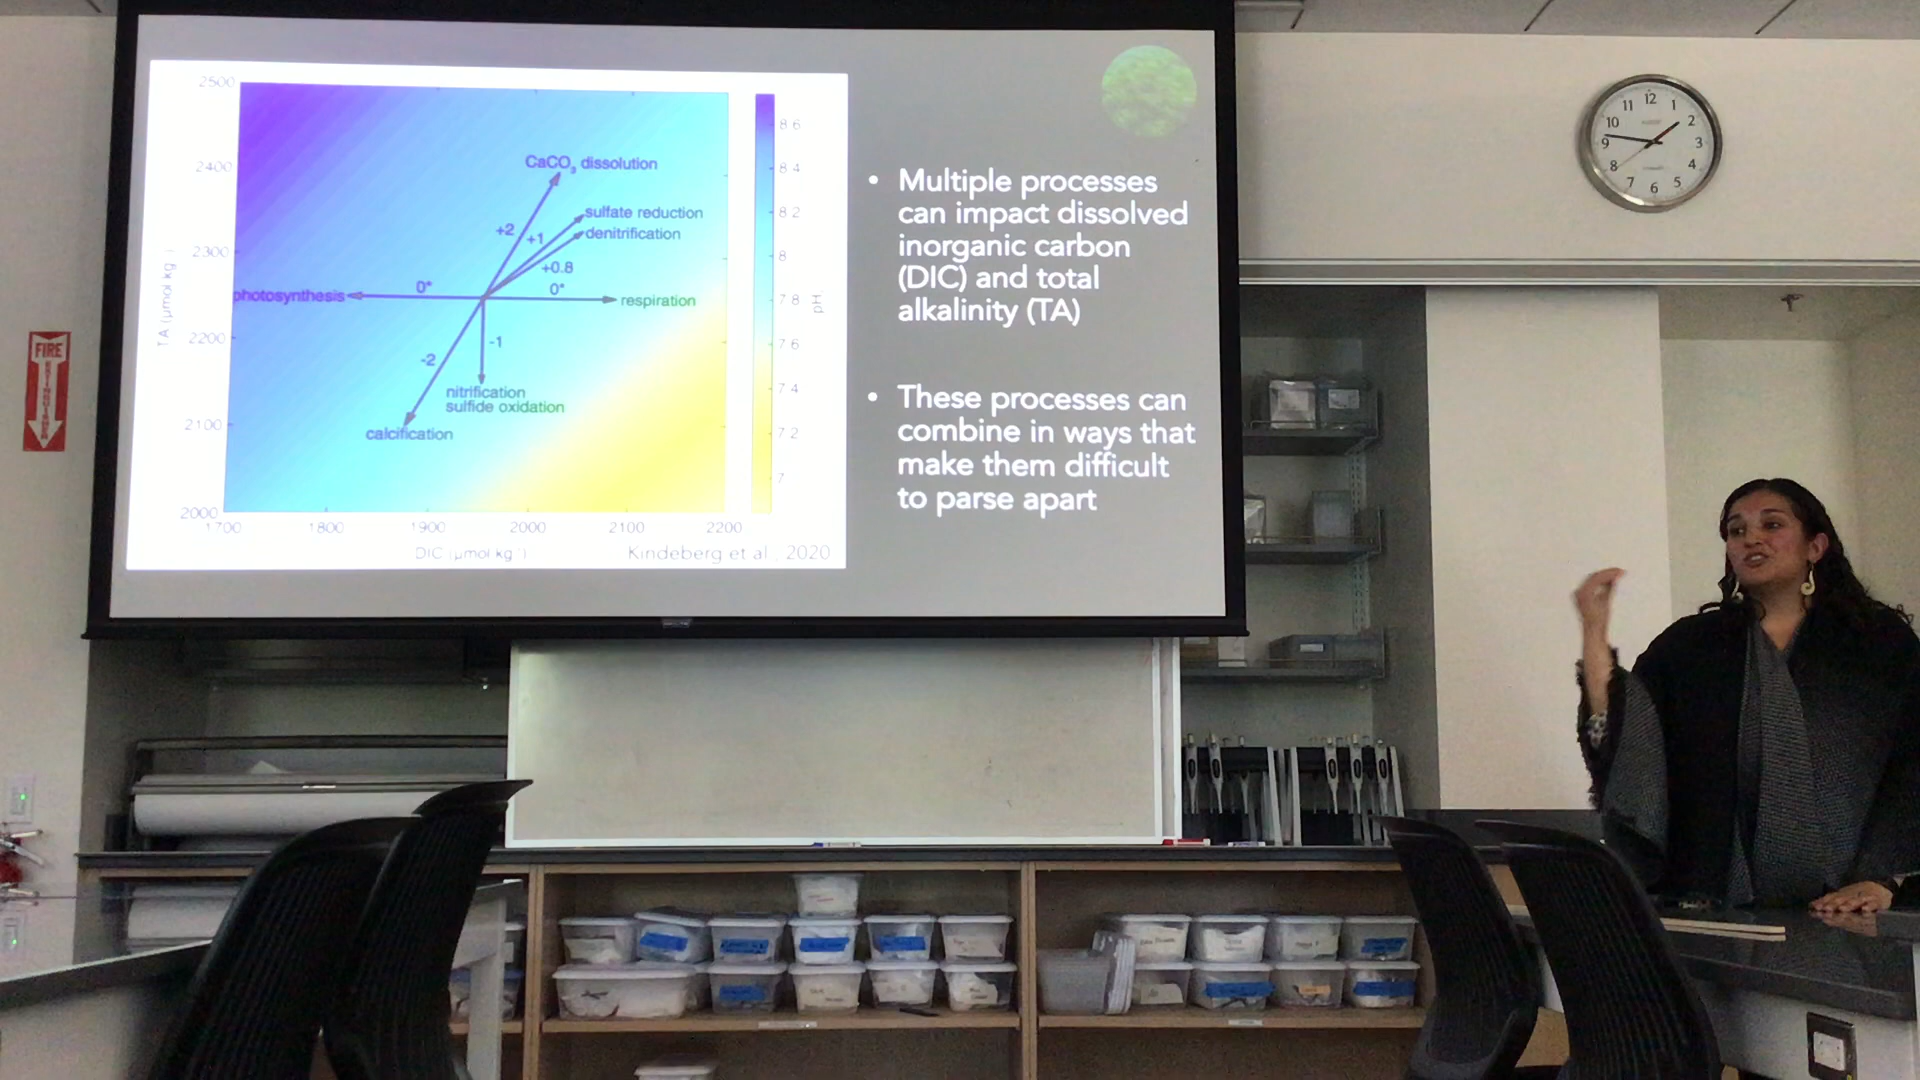 2500
2400
2300
2200
2100
2000
TA (µmol kg⁻¹)
1700 1800 1900 2000 2100 2200
DIC (µmol kg⁻¹)
CaCO₃ dissolution
+2
sulfate reduction
+1
denitrification
+0.8
photosynthesis
0*
0*
respiration
-1
-2
nitrification
sulfide oxidation
calcification
8.6
8.4
8.2
8
7.8
7.6
7.4
7.2
7
pH
Kindeberg et al., 2020
• Multiple processes
can impact dissolved
inorganic carbon
(DIC) and total
alkalinity (TA)
• These processes can
combine in ways that
make them difficult
to parse apart
12
1
2
3
4
5
6
7
8
9
10
11
FIRE
EXTINGUISHER